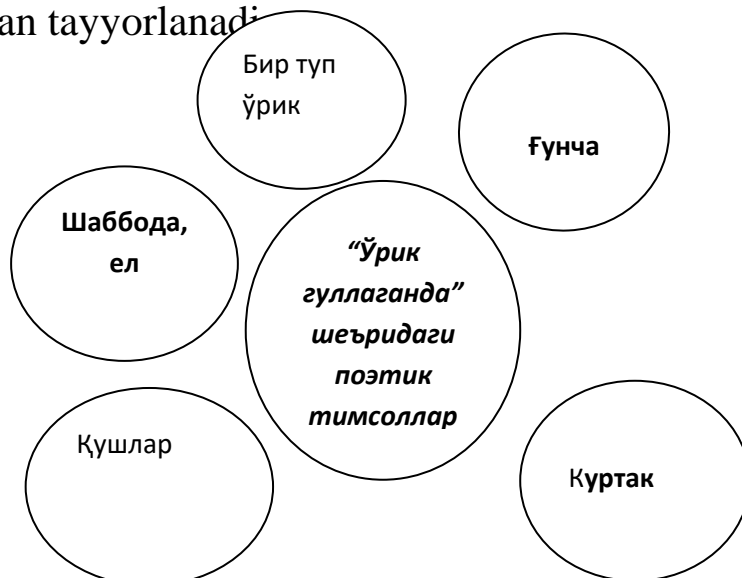 an tayyorlanadi
Бир туп
ўрик
Ғунча
Шаббода,
ел
“Ўрик
гуллаганда”
шеъридаги
поэтик
тимсоллар
Қушлар
Куртак